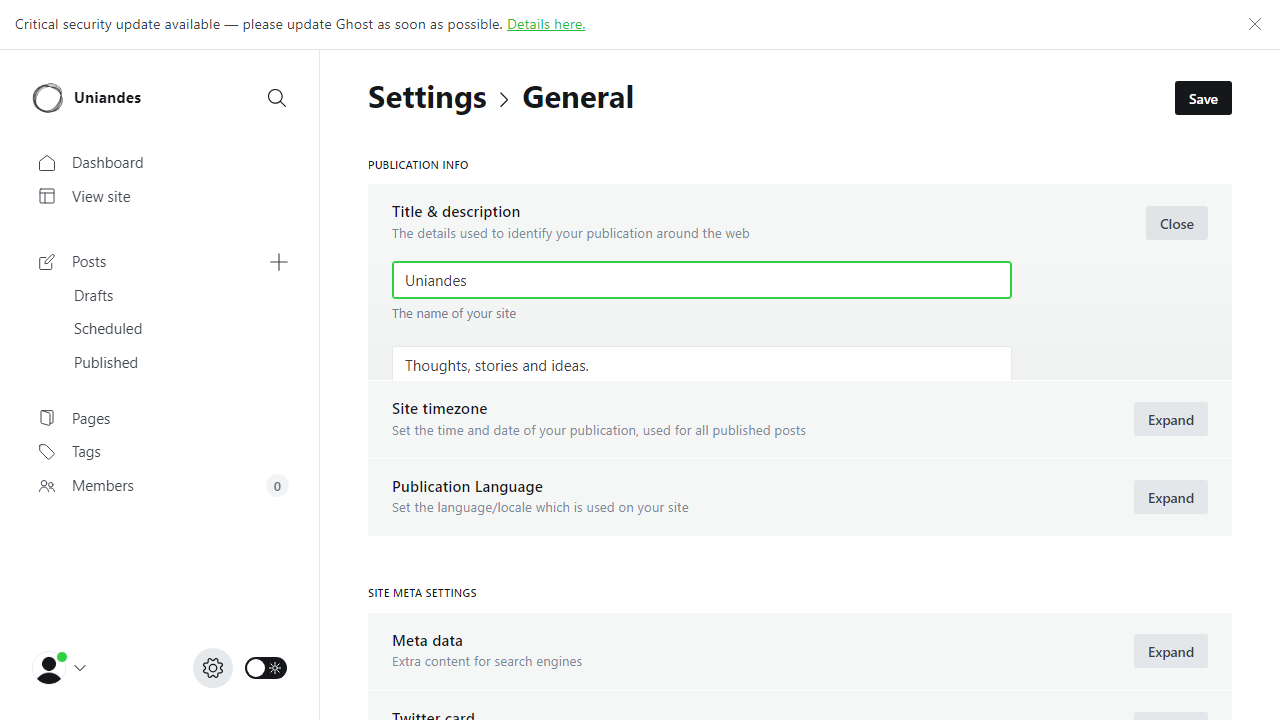 Critical security update available — please update Ghost as soon as possible. Details here.
Uniandes
Dashboard
View site
Posts
Drafts
Scheduled
Published
Pages
Tags
Members
0
Settings
General
Save
PUBLICATION INFO
Title & description
The details used to identify your publication around the web
Close
Uniandes
The name of your site
Thoughts, stories and ideas.
Site timezone
Set the time and date of your publication, used for all published posts
Expand
Publication Language
Set the language/locale which is used on your site
Expand
SITE META SETTINGS
Meta data
Extra content for search engines
Expand
Twitter card